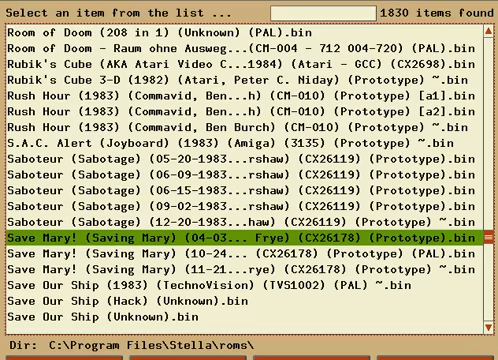 Select an item from the list ... 1830 items found
Room of Doom (208 in 1) (Unknown) (PAL).bin
Room of Doom - Raum ohne Ausweg...(CM-004 - 712 004-720) (PAL).bin
Rubik's Cube (AKA Atari Video C...1984) (Atari - GCC) (CX2698).bin
Rubik's Cube 3-D (1982) (Atari, Peter C. Niday) (Prototype) ~.bin
Rush Hour (1983) (Commavid, Ben...h) (CM-010) (Prototype) [a1].bin
Rush Hour (1983) (Commavid, Ben...h) (CM-010) (Prototype) [a2].bin
Rush Hour (1983) (Commavid, Ben Burch) (CM-010) (Prototype).bin
S.A.C. Alert (Joyboard) (1983) (Amiga) (3135) (Prototype) ~.bin
Saboteur (Sabotage) (05-20-1983...rshaw) (CX26119) (Prototype).bin
Saboteur (Sabotage) (06-09-1983...rshaw) (CX26119) (Prototype).bin
Saboteur (Sabotage) (06-15-1983...rshaw) (CX26119) (Prototype).bin
Saboteur (Sabotage) (09-02-1983...rshaw) (CX26119) (Prototype).bin
Saboteur (Sabotage) (12-20-1983...haw) (CX26119) (Prototype) ~.bin
Save Mary! (Saving Mary) (04-03... Frye) (CX26178) (Prototype).bin
Save Mary! (Saving Mary) (10-24... (CX26178) (Prototype) (PAL).bin
Save Mary! (Saving Mary) (11-21...rye) (CX26178) (Prototype) ~.bin
Save Our Ship (1983) (TechnoVision) (TVS1002) (PAL) ~.bin
Save Our Ship (Hack) (Unknown).bin
Save Our Ship (Unknown).bin
Dir: C:\Program Files\Stella\roms\